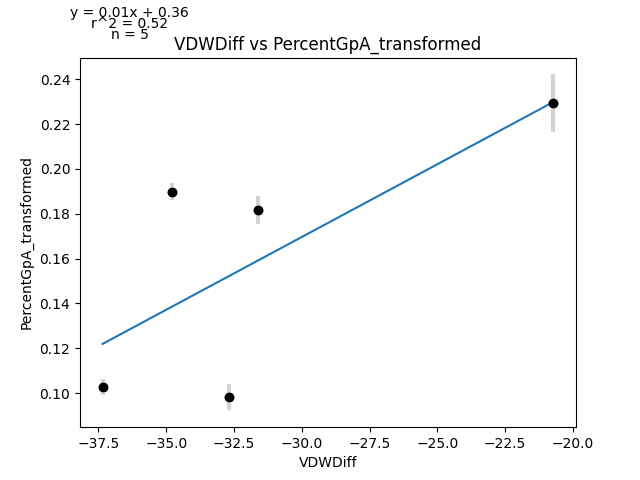 y = 0.01x + 0.36
r^2 = 0.52
n = 5
VDWDiff vs PercentGpA_transformed
PercentGpA_transformed
0.24
0.22
0.20
0.18
0.16
0.14
0.12
0.10
−37.5 −35.0 −32.5 −30.0 −27.5 −25.0 −22.5 −20.0
VDWDiff